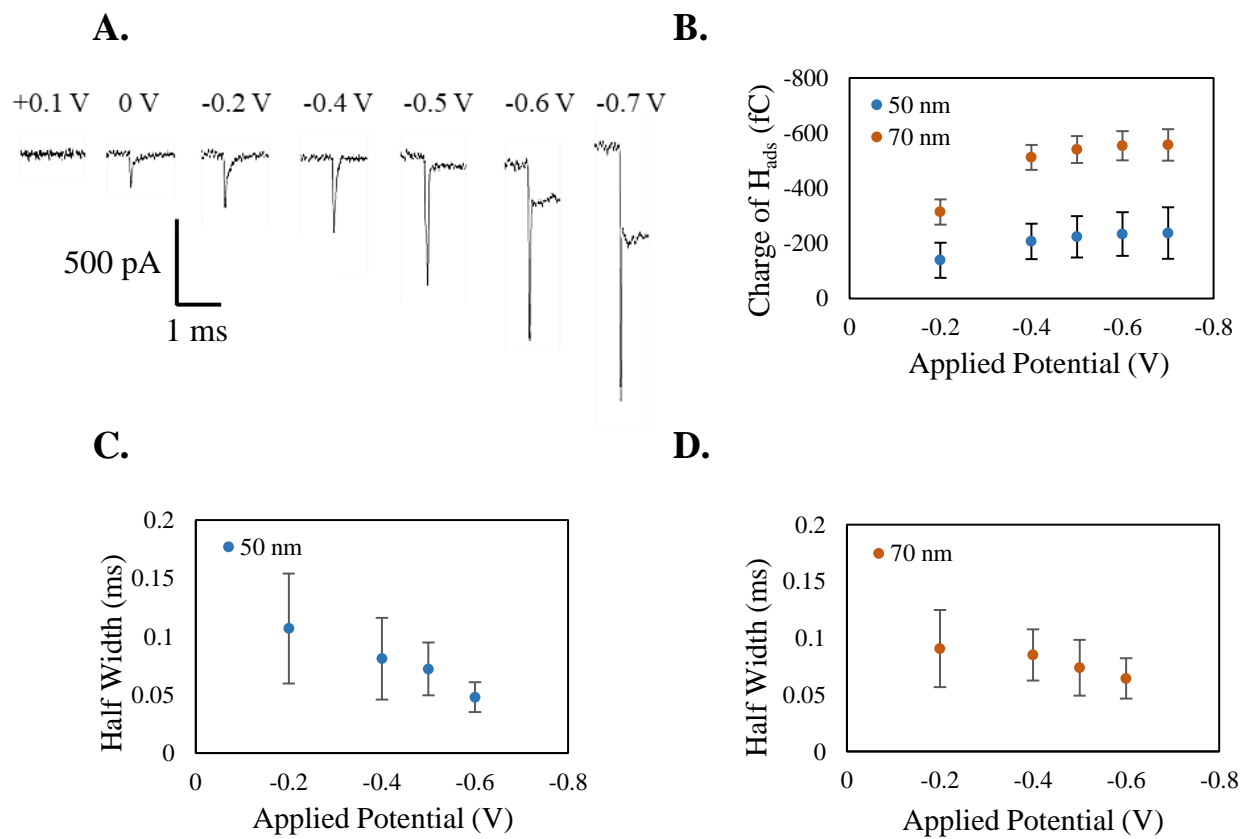 A.
+0.1 V 0 V -0.2 V -0.4 V -0.5 V -0.6 V -0.7 V
500 pA
1 ms
B.
Charge of H_ads (fC)
-800
-600
-400
-200
0
50 nm
70 nm
0 -0.2 -0.4 -0.6 -0.8
Applied Potential (V)
C.
Half Width (ms)
0.2
0.15
0.1
0.05
0
50 nm
0 -0.2 -0.4 -0.6 -0.8
Applied Potential (V)
D.
Half Width (ms)
0.2
0.15
0.1
0.05
0
70 nm
0 -0.2 -0.4 -0.6 -0.8
Applied Potential (V)